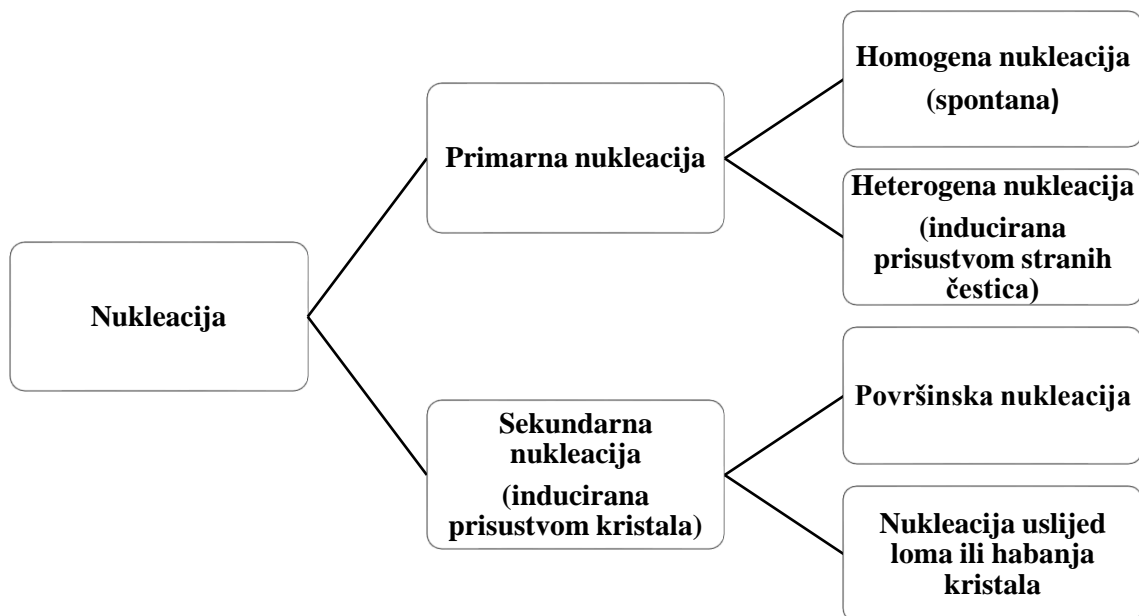 Nukleacija
Primarna nukleacija
Homogena nukleacija
(spontana)
Heterogena nukleacija
(inducirana
prisustvom stranih
čestica)
Sekundarna
nukleacija
(inducirana
prisustvom kristala)
Površinska nukleacija
Nukleacija uslijed
loma ili habanja
kristala